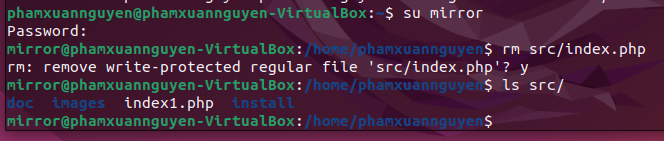 phamxuannguyen@phamxuannguyen-VirtualBox:~$ su mirror
Password:
mirror@phamxuannguyen-VirtualBox:/home/phamxuannguyen$ rm src/index.php
rm: remove write-protected regular file 'src/index.php'? y
mirror@phamxuannguyen-VirtualBox:/home/phamxuannguyen$ ls src/
doc  images  index1.php  install
mirror@phamxuannguyen-VirtualBox:/home/phamxuannguyen$